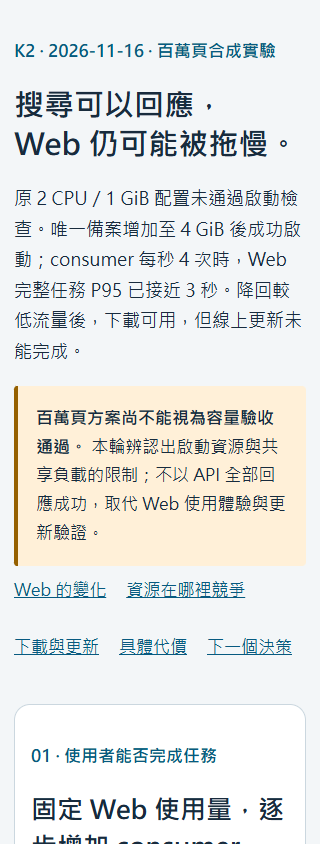 K2 · 2026-11-16 · 百萬頁合成實驗
搜尋可以回應，
Web 仍可能被拖慢。
原 2 CPU / 1 GiB 配置未通過啟動檢
查。唯一備案增加至 4 GiB 後成功啟
動；consumer 每秒 4 次時，Web
完整任務 P95 已接近 3 秒。降回較
低流量後，下載可用，但線上更新未
能完成。
百萬頁方案尚不能視為容量驗收
通過。 本輪辨認出啟動資源與共
享負載的限制；不以 API 全部回
應成功，取代 Web 使用體驗與更
新驗證。
Web 的變化 資源在哪裡競爭
下載與更新 具體代價 下一個決策
01 · 使用者能否完成任務
固定 Web 使用量，逐
步增加 consumer